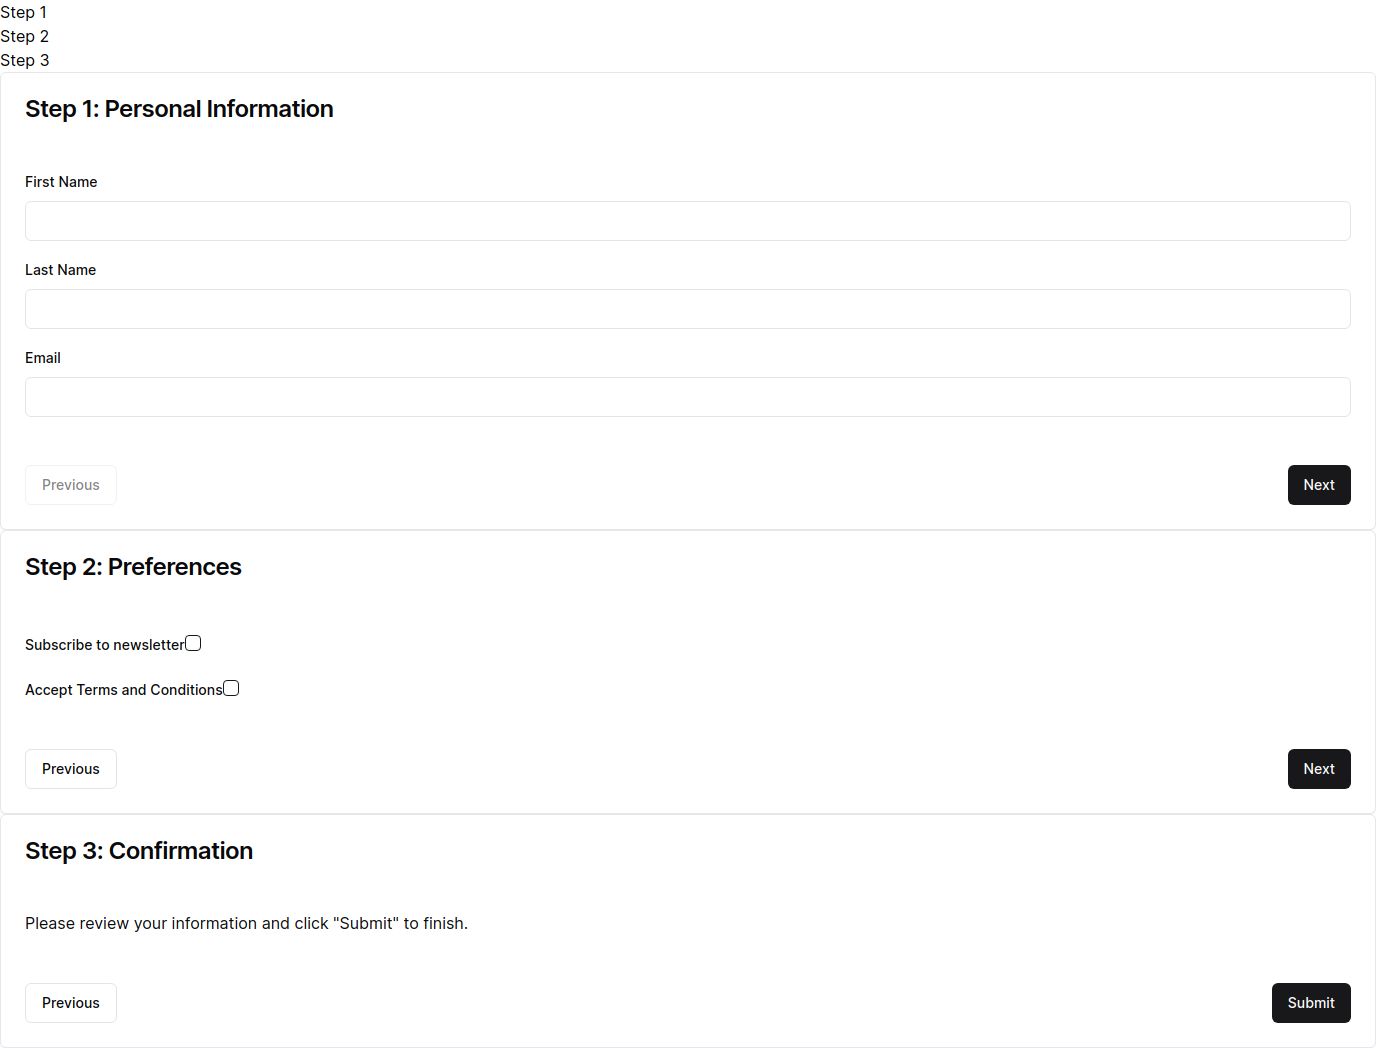 Step 1
Step 2
Step 3
Step 1: Personal Information
First Name
Last Name
Email
Previous
Next
Step 2: Preferences
Subscribe to newsletter
Accept Terms and Conditions
Previous
Next
Step 3: Confirmation
Please review your information and click "Submit" to finish.
Previous
Submit